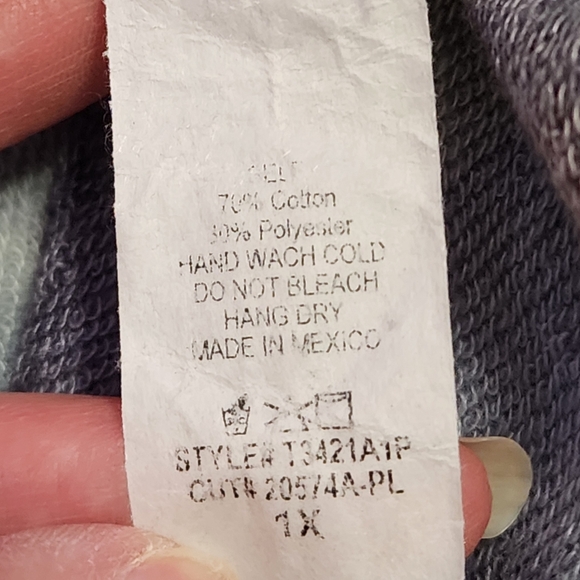 70% Cotton
30% Polyester
HAND WACH COLD
DO NOT BLEACH
HANG DRY
MADE IN MEXICO
STYLE# T3421A1P
CUT# 20574A-PL
1X